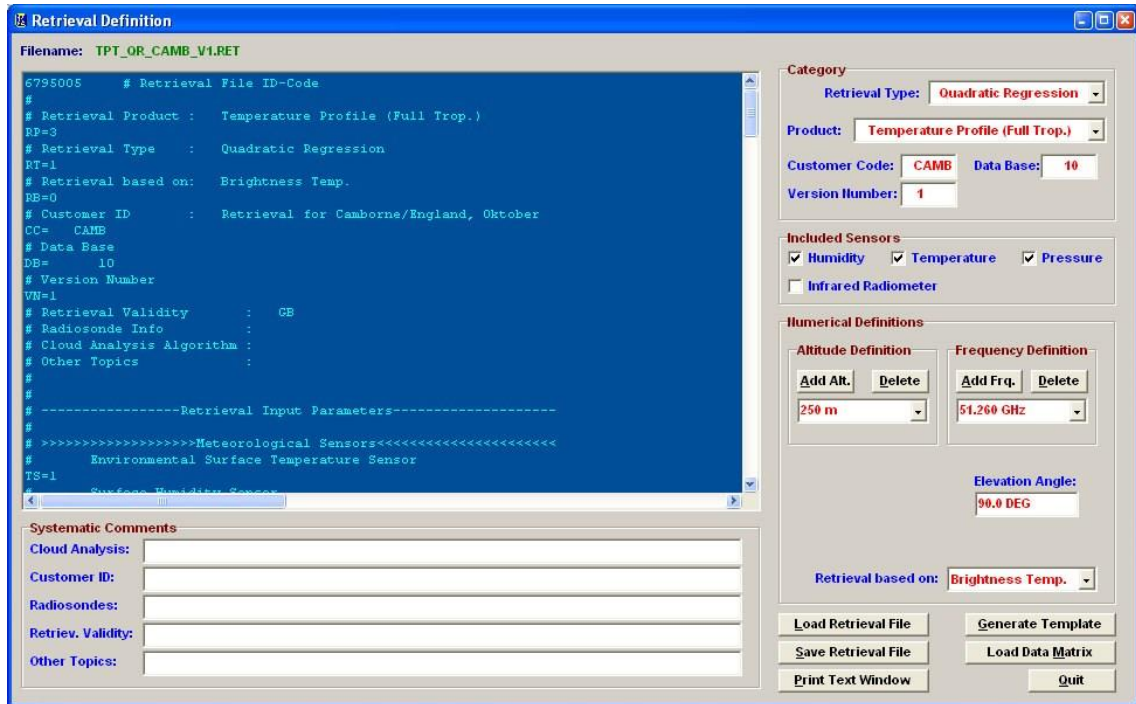 Retrieval Definition
Filename: TPT_QR_CAMB_V1.RET
6795005 # Retrieval File ID-Code
#
# Retrieval Product : Temperature Profile (Full Trop.)
RP=3
# Retrieval Type : Quadratic Regression
RT=1
# Retrieval based on: Brightness Temp.
RB=0
# Customer ID : Retrieval for Camborne/England, Oktober
CC= CAMB
# Data Base
DB= 10
# Version Number
VN=1
# Retrieval Validity : GB
# Radiosonde Info :
# Cloud Analysis Algorithm :
# Other Topics :
#
#
# -----------------Retrieval Input Parameters--------------------
#
# >>>>>>>>>>>>>>>>>>>Meteorological Sensors<<<<<<<<<<<<<<<<<<<<<<
# Environmental Surface Temperature Sensor
TS=1
# Surface Humidity Sensor
Systematic Comments
Cloud Analysis:
Customer ID:
Radiosondes:
Retriev. Validity:
Other Topics:
Category
Retrieval Type: Quadratic Regression
Product: Temperature Profile (Full Trop.)
Customer Code: CAMB Data Base: 10
Version Number: 1
Included Sensors
Humidity Temperature Pressure
Infrared Radiometer
Numerical Definitions
Altitude Definition Frequency Definition
Add Alt. Delete Add Frq. Delete
250 m 51.260 GHz
Elevation Angle:
90.0 DEG
Retrieval based on: Brightness Temp.
Load Retrieval File Generate Template
Save Retrieval File Load Data Matrix
Print Text Window Quit